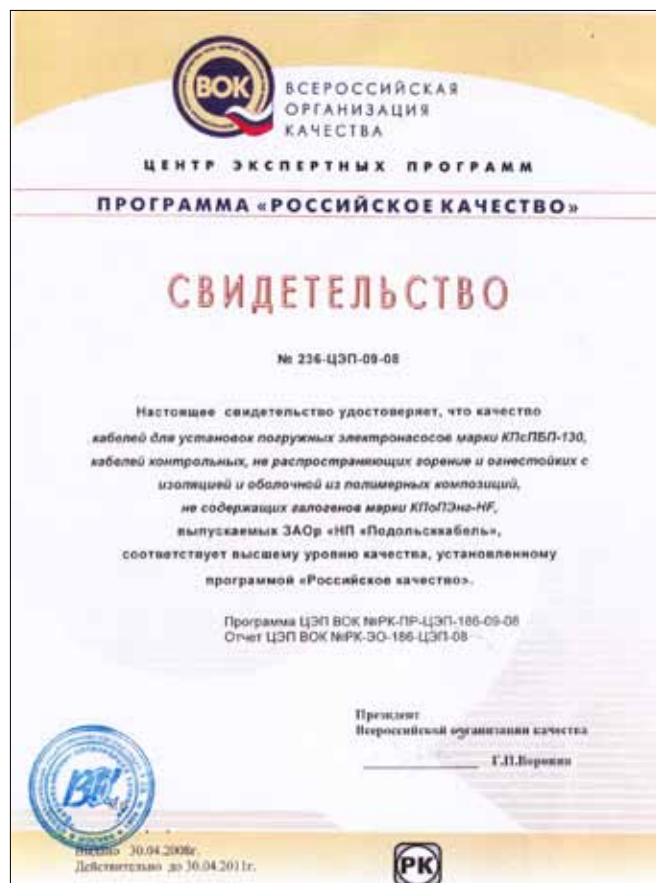 ВОК
ВСЕРОССИЙСКАЯ
ОРГАНИЗАЦИЯ
КАЧЕСТВА
ЦЕНТР ЭКСПЕРТНЫХ ПРОГРАММ
ПРОГРАММА «РОССИЙСКОЕ КАЧЕСТВО»
СВИДЕТЕЛЬСТВО
№ 236-ЦЭП-09-08
Настоящее свидетельство удостоверяет, что качество
кабелей для установок погружных электронасосов марки КПсПБП-130,
кабелей контрольных, не распространяющих горение и огнестойких с
изоляцией и оболочкой из полимерных композиций,
не содержащих галогенов марки КПоПЭнг-HF,
выпускаемых ЗАОр «НП «Подольсккабель»,
соответствует высшему уровню качества, установленному
программой «Российское качество».
Программа ЦЭП ВОК №РК-ПР-ЦЭП-186-09-08
Отчет ЦЭП ВОК №РК-ЭО-186-ЦЭП-08
Президент
Всероссийской организации качества
Г.П.Воронин
Выдано 30.04.2008г.
Действительно до 30.04.2011г.
РК